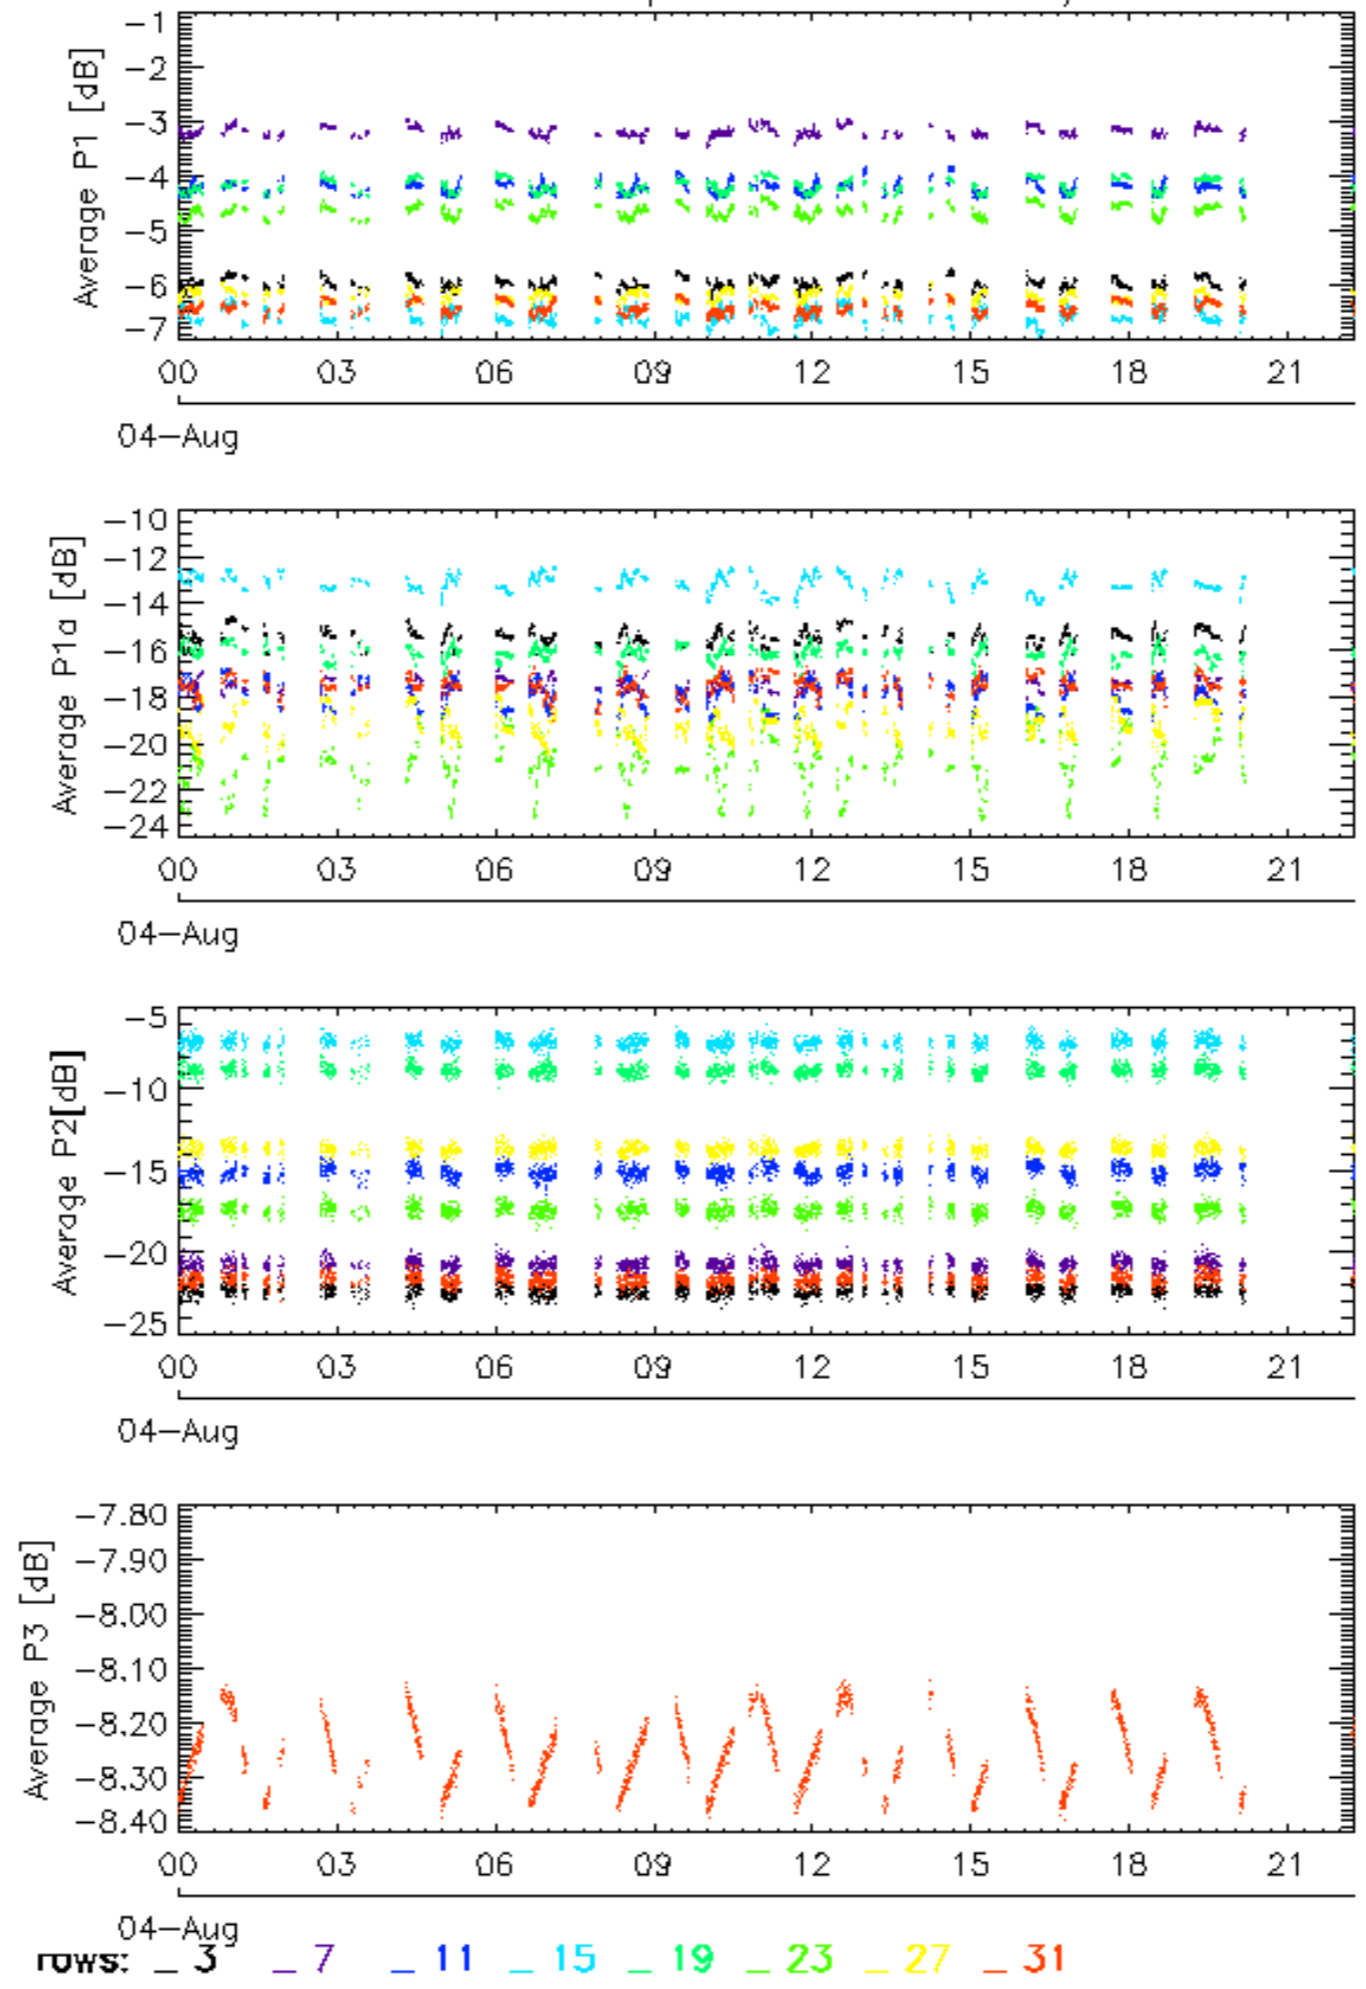 Average P1 [dB]
-1
-2
-3
-4
-5
-6
-7
00 03 06 09 12 15 18 21
04-Aug
Average P1a [dB]
-10
-12
-14
-16
-18
-20
-22
-24
00 03 06 09 12 15 18 21
04-Aug
Average P2[dB]
-5
-10
-15
-20
-25
00 03 06 09 12 15 18 21
04-Aug
Average P3 [dB]
-7.80
-7.90
-8.00
-8.10
-8.20
-8.30
-8.40
00 03 06 09 12 15 18 21
04-Aug
rows: _ 3 _ 7 _ 11 _ 15 _ 19 _ 23 _ 27 _ 31